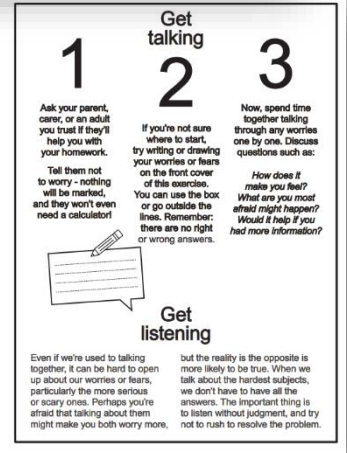 Get
talking
1
Ask your parent,
carer, or an adult
you trust if they'll
help you with
your homework.
Tell them not
to worry - nothing
will be marked,
and they won't even
need a calculator!
2
If you're not sure
where to start,
try writing or drawing
your worries or fears
on the front cover
of this exercise.
You can use the box
or go outside the
lines. Remember:
there are no right
or wrong answers.
3
Now, spend time
together talking
through any worries
one by one. Discuss
questions such as:
How does it
make you feel?
What are you most
afraid might happen?
Would it help if you
had more information?
Get
listening
Even if we're used to talking
together, it can be hard to open
up about our worries or fears,
particularly the more serious
or scary ones. Perhaps you're
afraid that talking about them
might make you both worry more,
but the reality is the opposite is
more likely to be true. When we
talk about the hardest subjects,
we don't have to have all the
answers. The important thing is
to listen without judgment, and try
not to rush to resolve the problem.